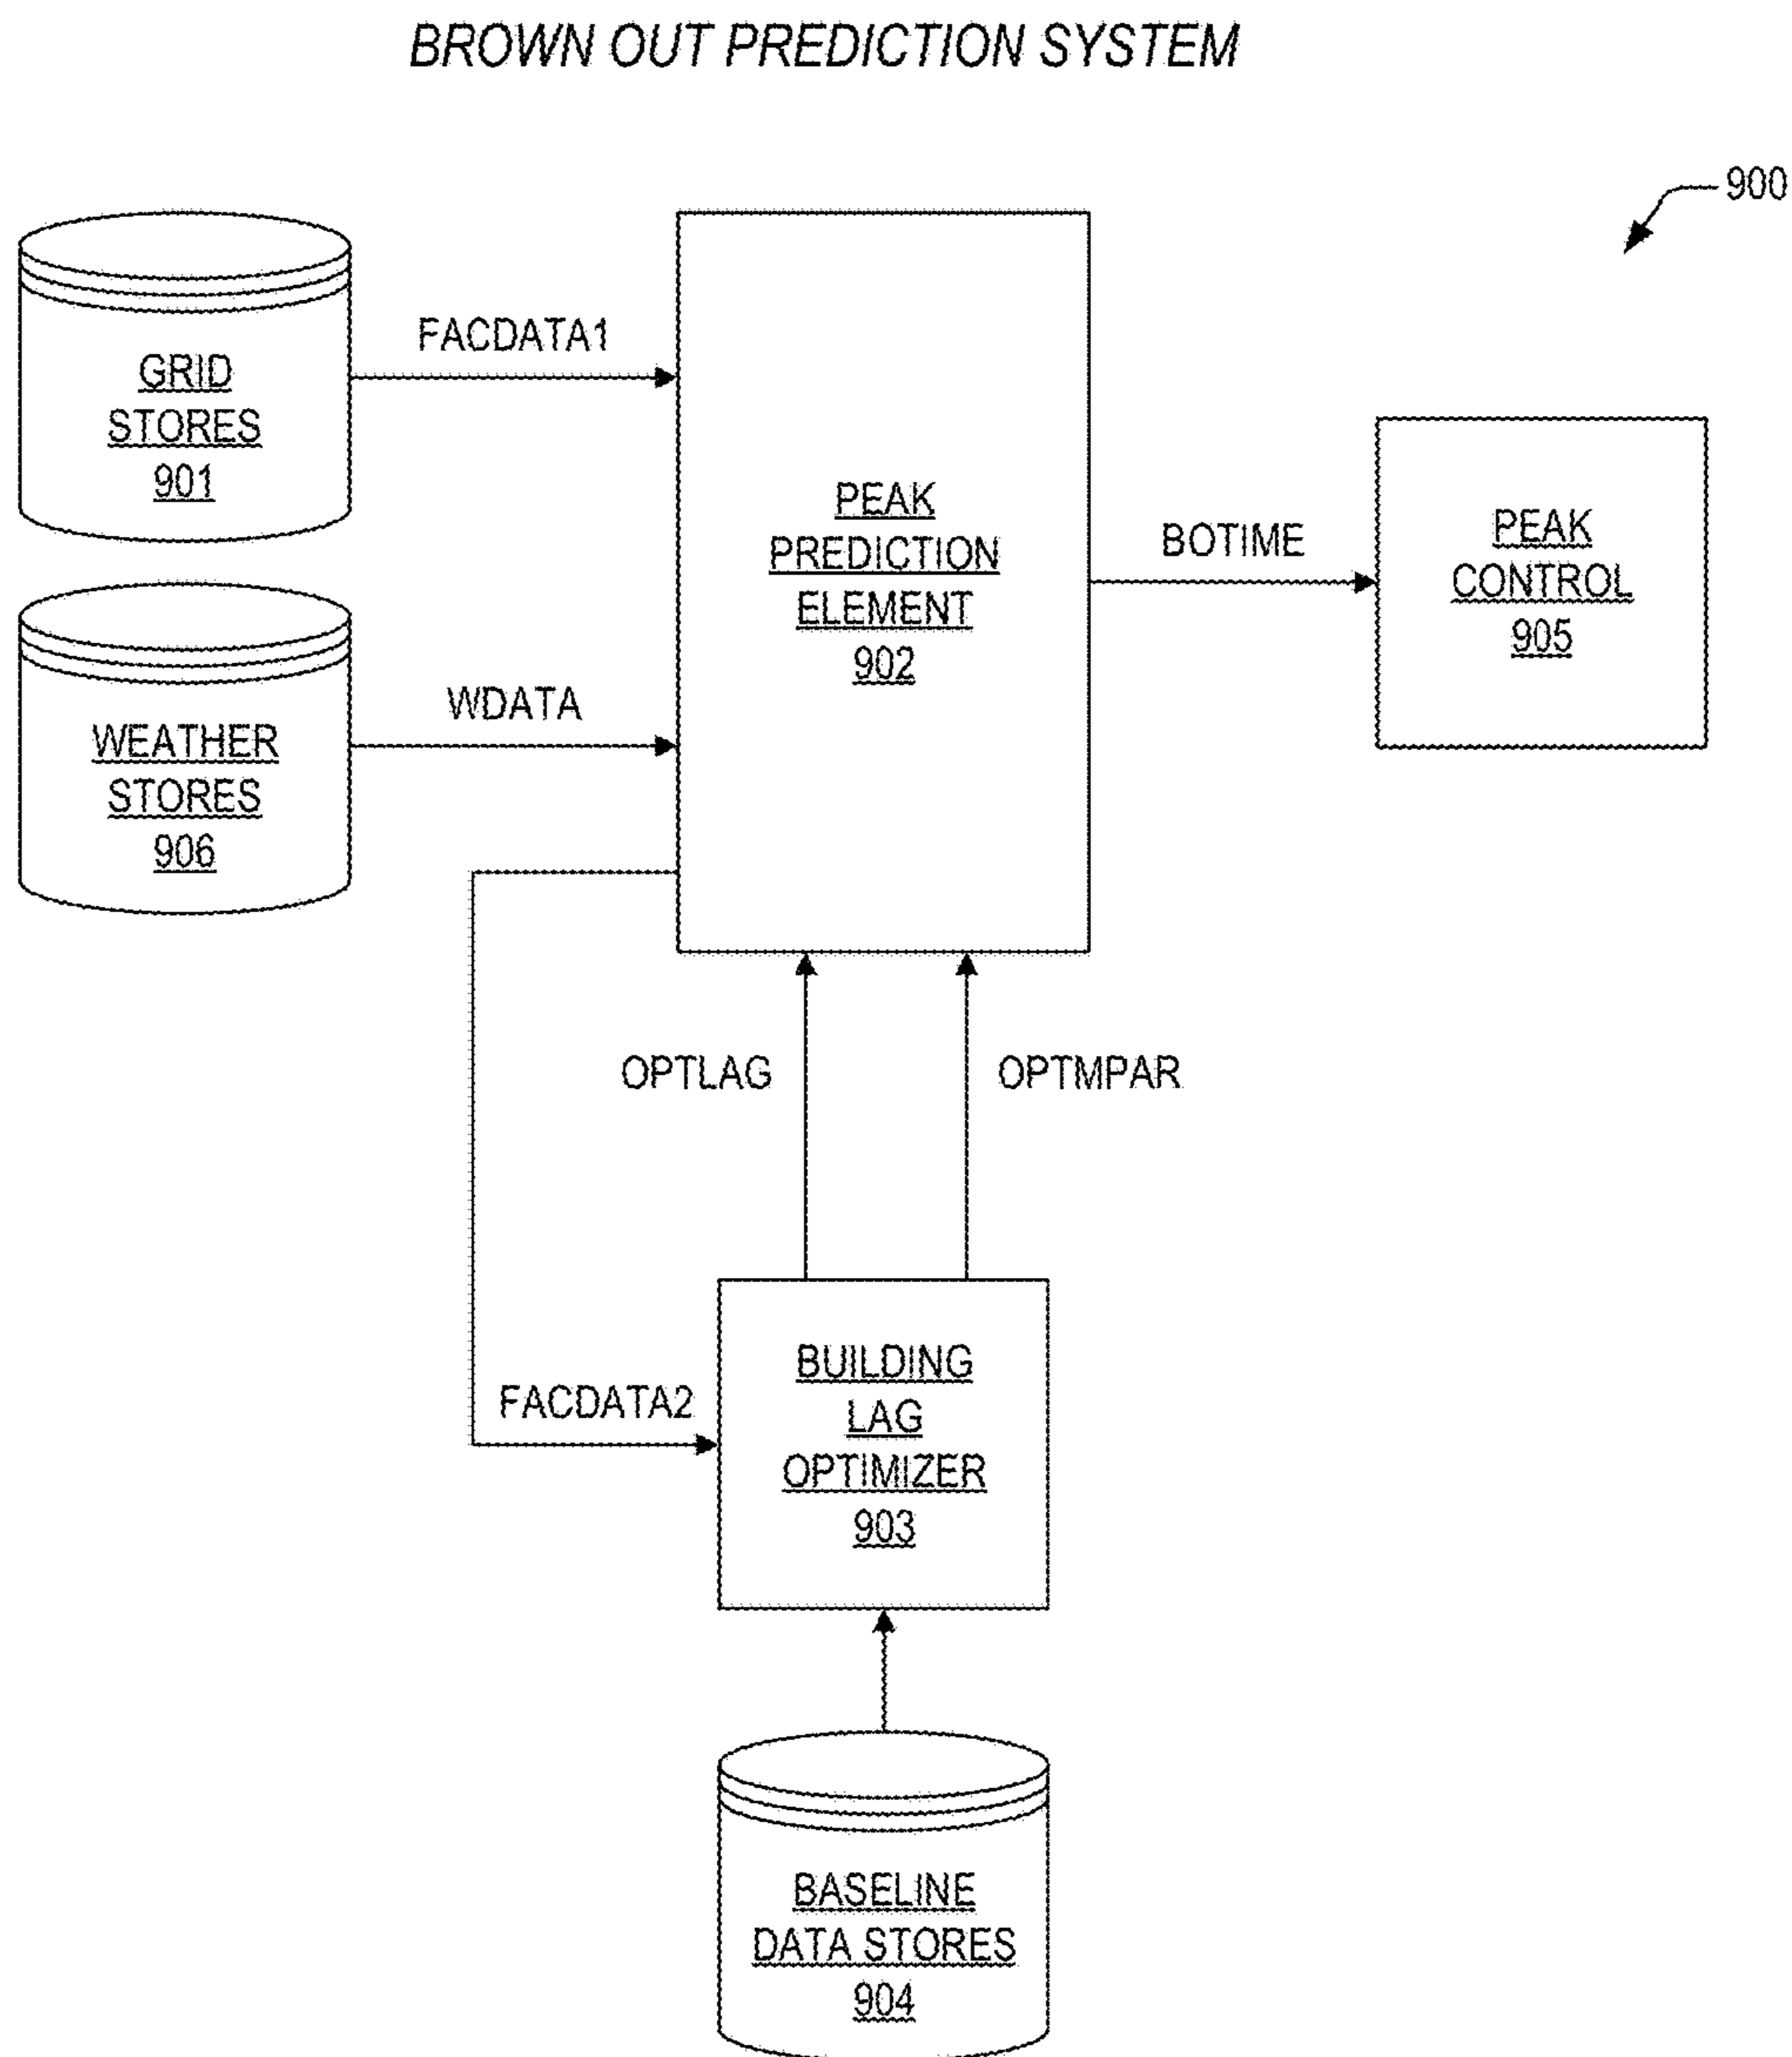 BROWN OUT PREDICTION SYSTEM
900
GRID
STORES
901
FACDATA1
PEAK
PREDICTION
ELEMENT
902
BOTIME
PEAK
CONTROL
905
WEATHER
STORES
906
WDATA
OPTLAG
OPTMPAR
FACDATA2
BUILDING
LAG
OPTIMIZER
903
BASELINE
DATA STORES
904